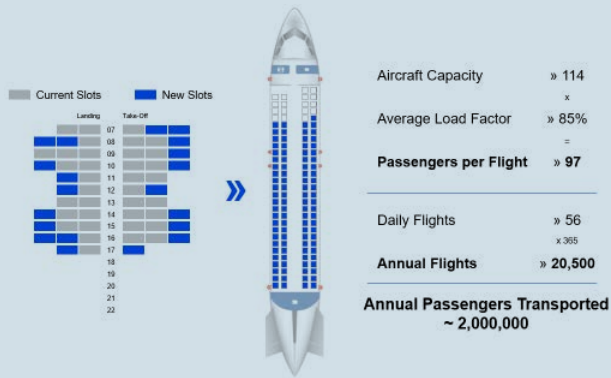 Current Slots
New Slots
Landing Take-Off
07
08
09
10
11
12
13
14
15
16
17
18
19
20
21
22
»
Aircraft Capacity » 114
x
Average Load Factor » 85%
=
Passengers per Flight » 97
Daily Flights » 56
x 365
Annual Flights » 20,500
Annual Passengers Transported
~ 2,000,000